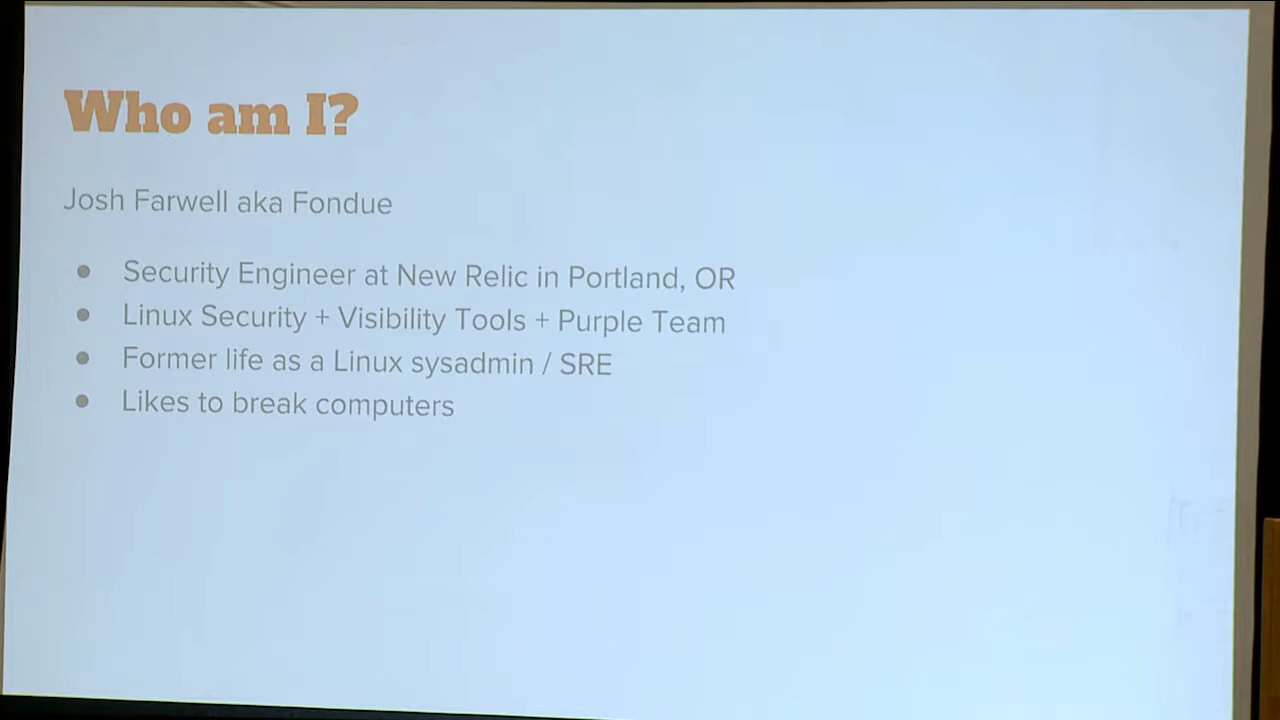 Who am I?
Josh Farwell aka Fondue
● Security Engineer at New Relic in Portland, OR
● Linux Security + Visibility Tools + Purple Team
● Former life as a Linux sysadmin / SRE
● Likes to break computers